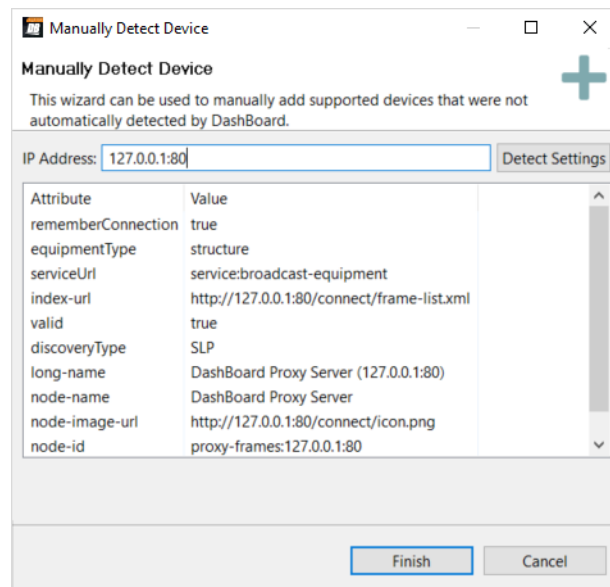 Manually Detect Device
Manually Detect Device
This wizard can be used to manually add supported devices that were not
automatically detected by DashBoard.
IP Address: 127.0.0.1:80 Detect Settings
Attribute Value
rememberConnection true
equipmentType structure
serviceUrl service:broadcast-equipment
index-url http://127.0.0.1:80/connect/frame-list.xml
valid true
discoveryType SLP
long-name DashBoard Proxy Server (127.0.0.1:80)
node-name DashBoard Proxy Server
node-image-url http://127.0.0.1:80/connect/icon.png
node-id proxy-frames:127.0.0.1:80
Finish Cancel